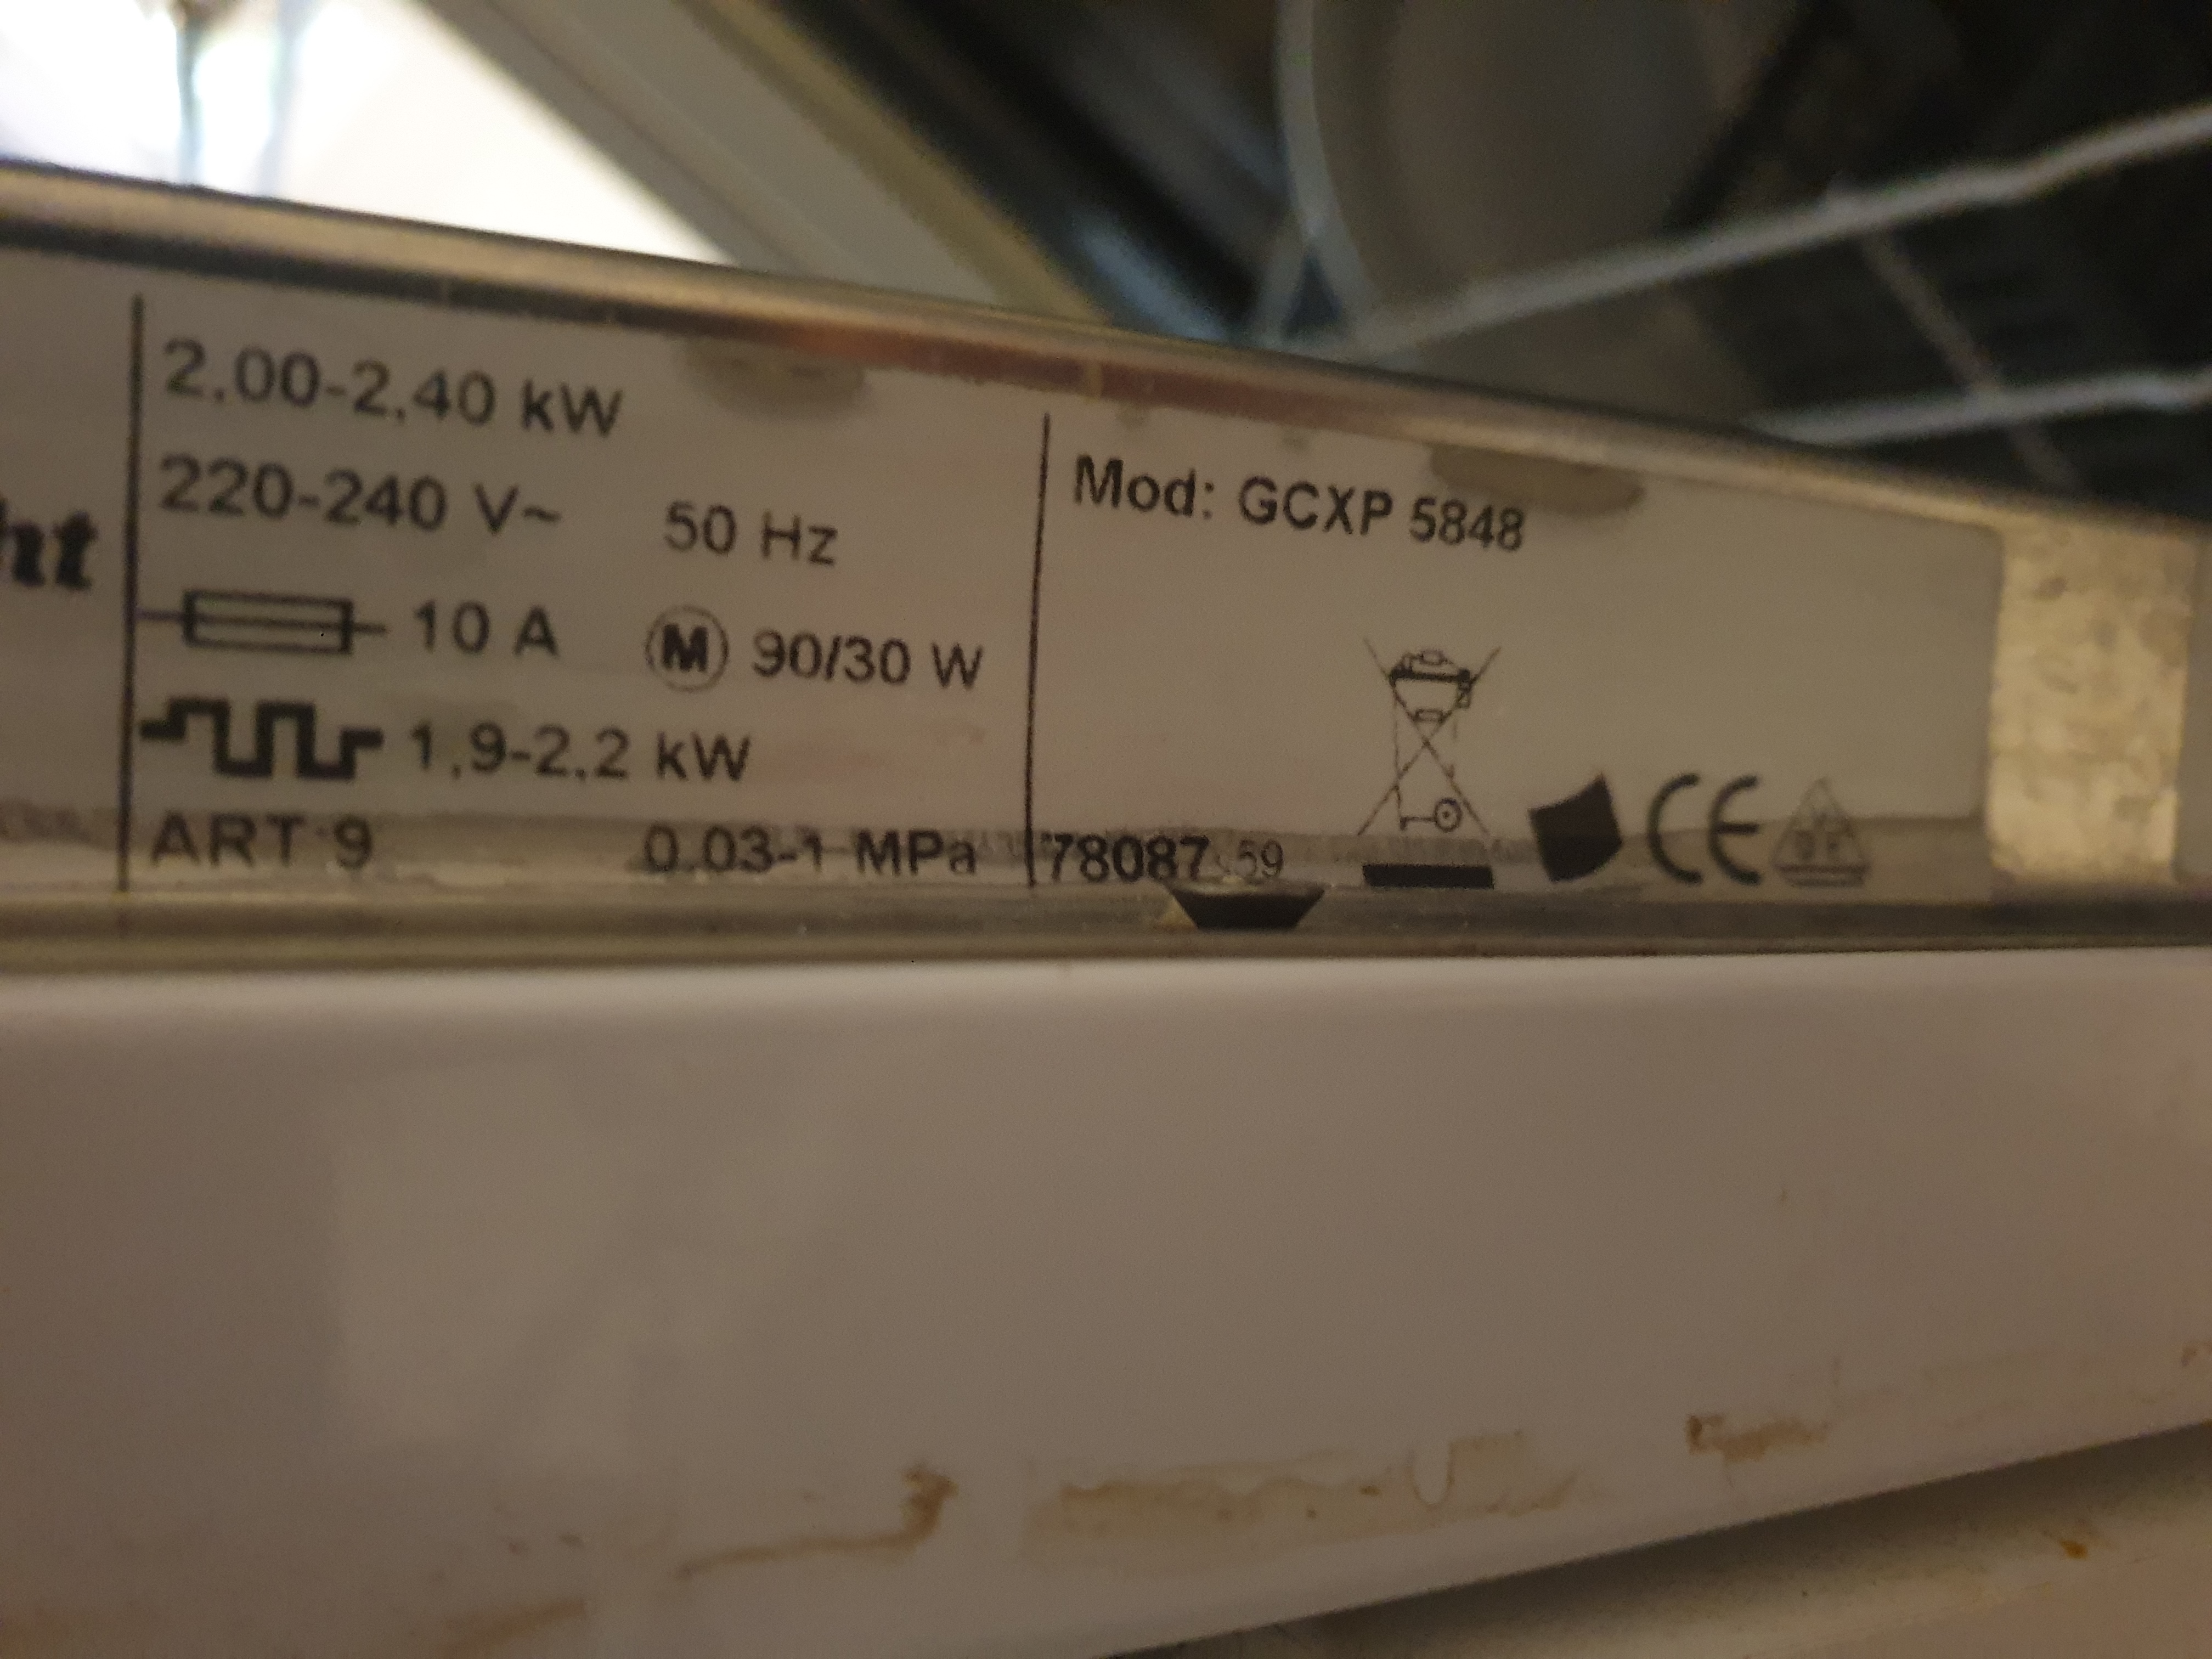 ht
2,00-2,40 kW
220-240 V~ 50 Hz
10 A M 90/30 W
1,9-2,2 kW
ART 9 0.03-1 MPa
Mod: GCXP 5848
78087 59
CE